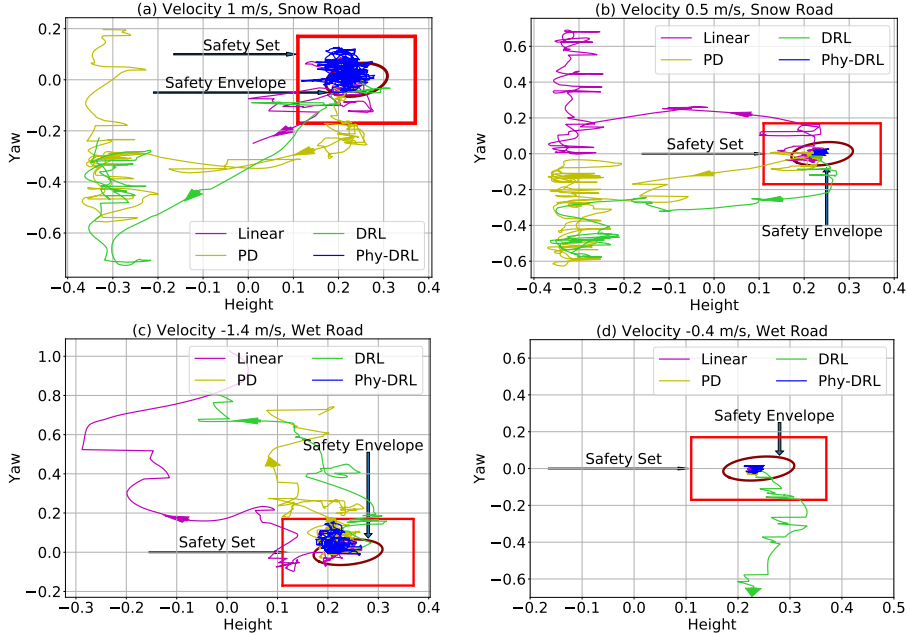 (a) Velocity 1 m/s, Snow Road
0.2
0.0
−0.2
−0.4
−0.6
Yaw
Safety Set
Safety Envelope
Linear
PD
DRL
Phy-DRL
−0.4 −0.3 −0.2 −0.1 0.0 0.1 0.2 0.3 0.4
Height
(b) Velocity 0.5 m/s, Snow Road
0.6
0.4
0.2
0.0
−0.2
−0.4
−0.6
Yaw
Linear
PD
DRL
Phy-DRL
Safety Set
Safety Envelope
−0.4 −0.3 −0.2 −0.1 0.0 0.1 0.2 0.3 0.4
Height
(c) Velocity -1.4 m/s, Wet Road
1.0
0.8
0.6
0.4
0.2
0.0
−0.2
Yaw
Linear
PD
DRL
Phy-DRL
Safety Envelope
Safety Set
−0.3 −0.2 −0.1 0.0 0.1 0.2 0.3 0.4
Height
(d) Velocity -0.4 m/s, Wet Road
0.6
0.4
0.2
0.0
−0.2
−0.4
−0.6
Yaw
Linear
PD
DRL
Phy-DRL
Safety Envelope
Safety Set
−0.2 −0.1 0.0 0.1 0.2 0.3 0.4 0.5
Height